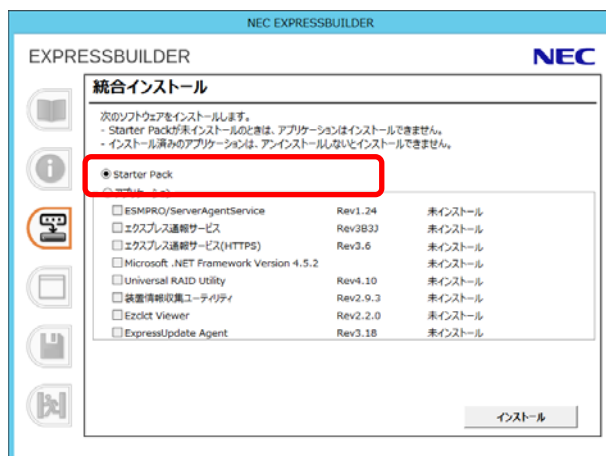 NEC EXPRESSBUILDER
EXPRESSBUILDER
NEC
統合インストール
次のソフトウェアをインストールします。
- Starter Packが未インストールのときは、アプリケーションはインストールできません。
- インストール済みのアプリケーションは、アンインストールしないとインストールできません。
Starter Pack
アプリケーション
ESMPRO/ServerAgentService Rev1.24 未インストール
エクスプレス通報サービス Rev3B3J 未インストール
エクスプレス通報サービス(HTTPS) Rev3.6 未インストール
Microsoft .NET Framework Version 4.5.2 未インストール
Universal RAID Utility Rev4.10 未インストール
装置情報収集ユーティリティ Rev2.9.3 未インストール
Ezclct Viewer Rev2.2.0 未インストール
ExpressUpdate Agent Rev3.18 未インストール
インストール